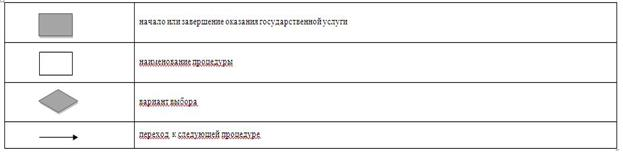 начало или завершение оказания государственной услуги
наименование процедуры
вариант выбора
переход к следующей процедуре